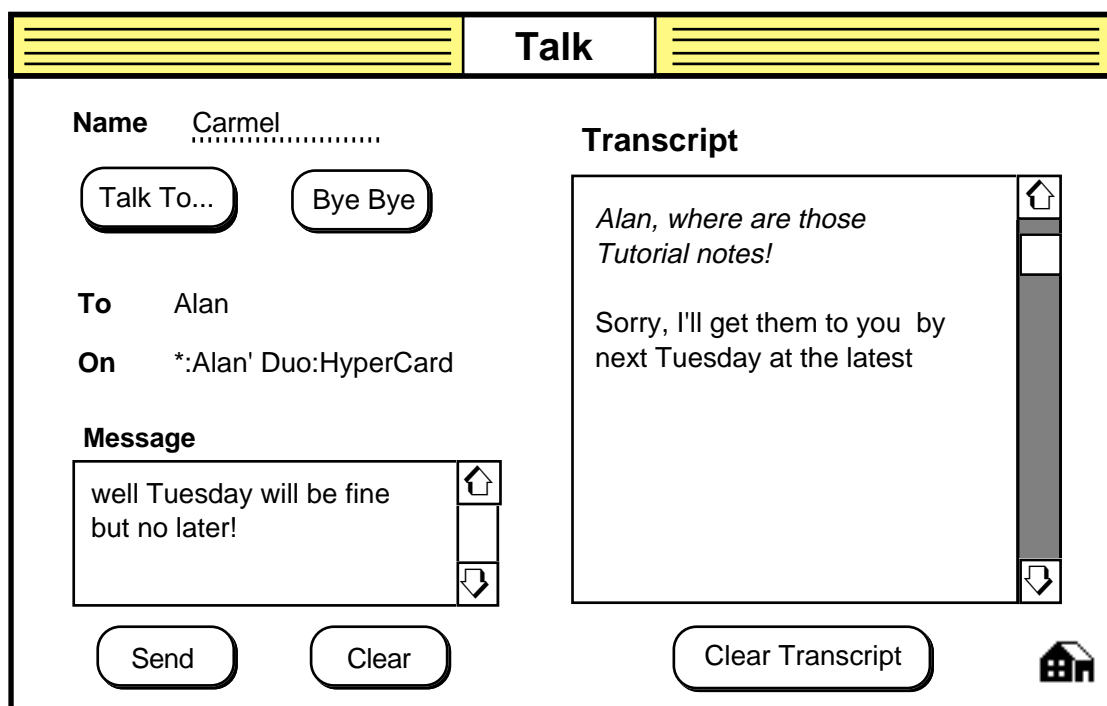 Talk
Name Carmel
Talk To... Bye Bye
To Alan
On *:Alan' Duo:HyperCard
Message
well Tuesday will be fine
but no later!
Send Clear
Transcript
Alan, where are those
Tutorial notes!
Sorry, I'll get them to you  by
next Tuesday at the latest
Clear Transcript